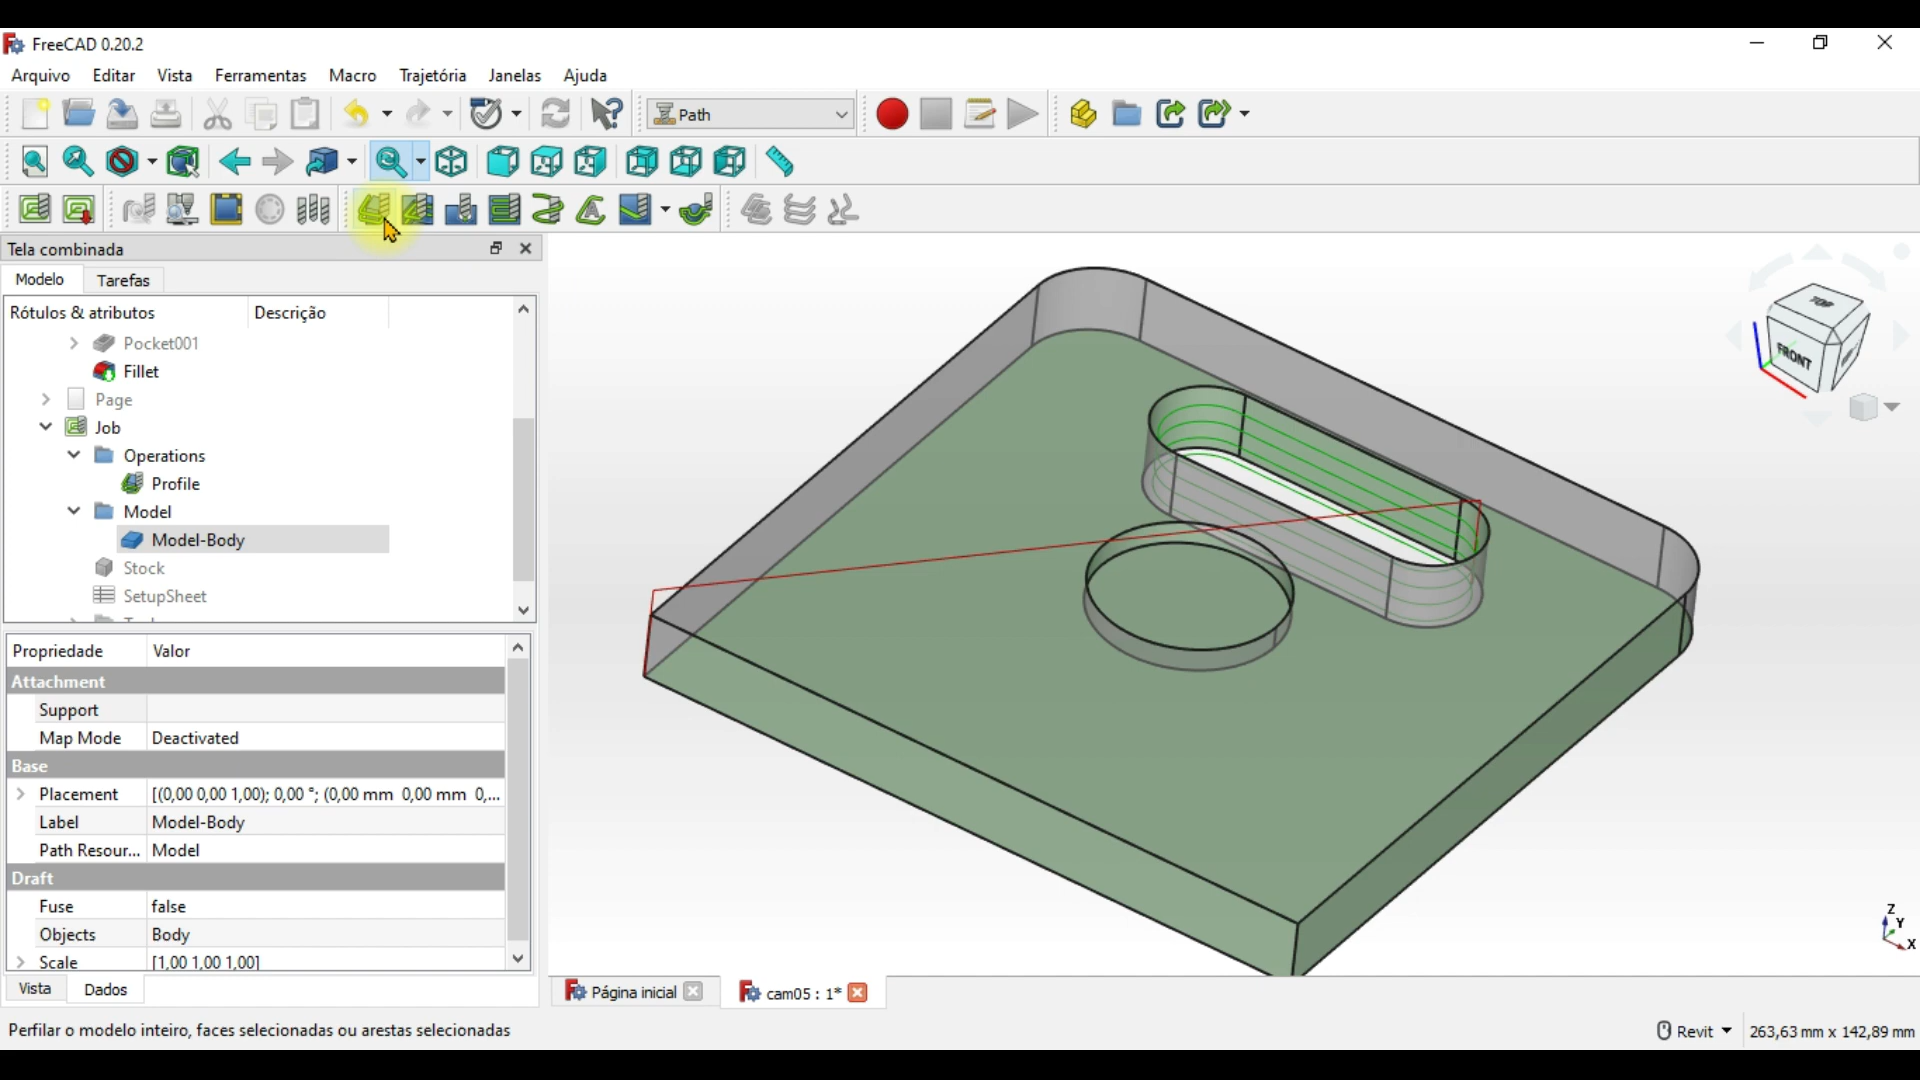 FreeCAD 0.20.2
Arquivo Editar Vista Ferramentas Macro Trajetória Janelas Ajuda
Path
Tela combinada
Modelo Tarefas
Rótulos & atributos Descrição
Pocket001
Fillet
Page
Job
Operations
Profile
Model
Model-Body
Stock
SetupSheet
Propriedade Valor
Attachment
Support
Map Mode Deactivated
Base
Placement [(0,00 0,00 1,00); 0,00 °; (0,00 mm 0,00 mm 0,...
Label Model-Body
Path Resour... Model
Draft
Fuse false
Objects Body
Scale [1,00 1,00 1,00]
Vista Dados
TOP
FRONT
Z
Y
X
Página inicial cam05 : 1*
Perfilar o modelo inteiro, faces selecionadas ou arestas selecionadas
Revit 263,63 mm x 142,89 mm